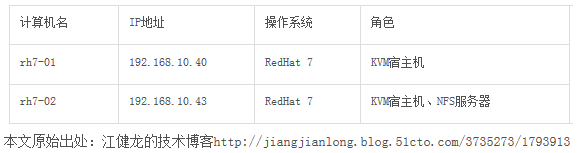 计算机名 IP地址 操作系统 角色
rh7-01 192.168.10.40 RedHat 7 KVM宿主机
rh7-02 192.168.10.43 RedHat 7 KVM宿主机、NFS服务器
本文原始出处：江健龙的技术博客http://jiangjianlong.blog.51cto.com/3735273/1793913